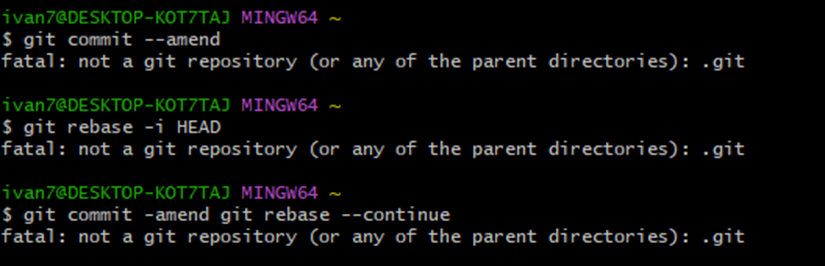 ivan7@DESKTOP-KOT7TAJ MINGW64 ~
$ git commit --amend
fatal: not a git repository (or any of the parent directories): .git
ivan7@DESKTOP-KOT7TAJ MINGW64 ~
$ git rebase -i HEAD
fatal: not a git repository (or any of the parent directories): .git
ivan7@DESKTOP-KOT7TAJ MINGW64 ~
$ git commit -amend git rebase --continue
fatal: not a git repository (or any of the parent directories): .git